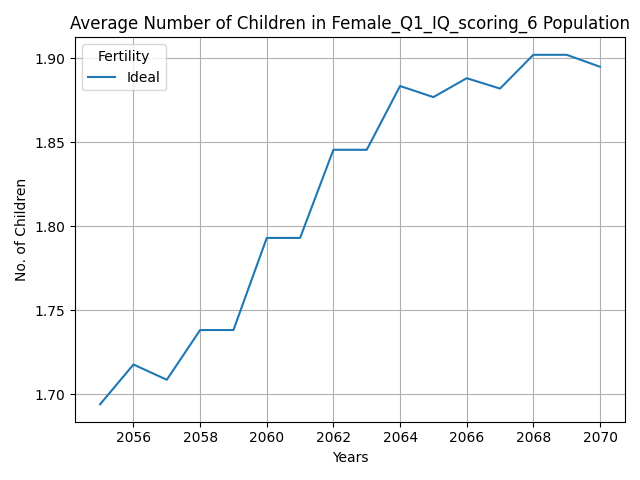 Average Number of Children in Female_Q1_IQ_scoring_6 Population
Fertility
Ideal
No. of Children
1.90
1.85
1.80
1.75
1.70
2056 2058 2060 2062 2064 2066 2068 2070
Years